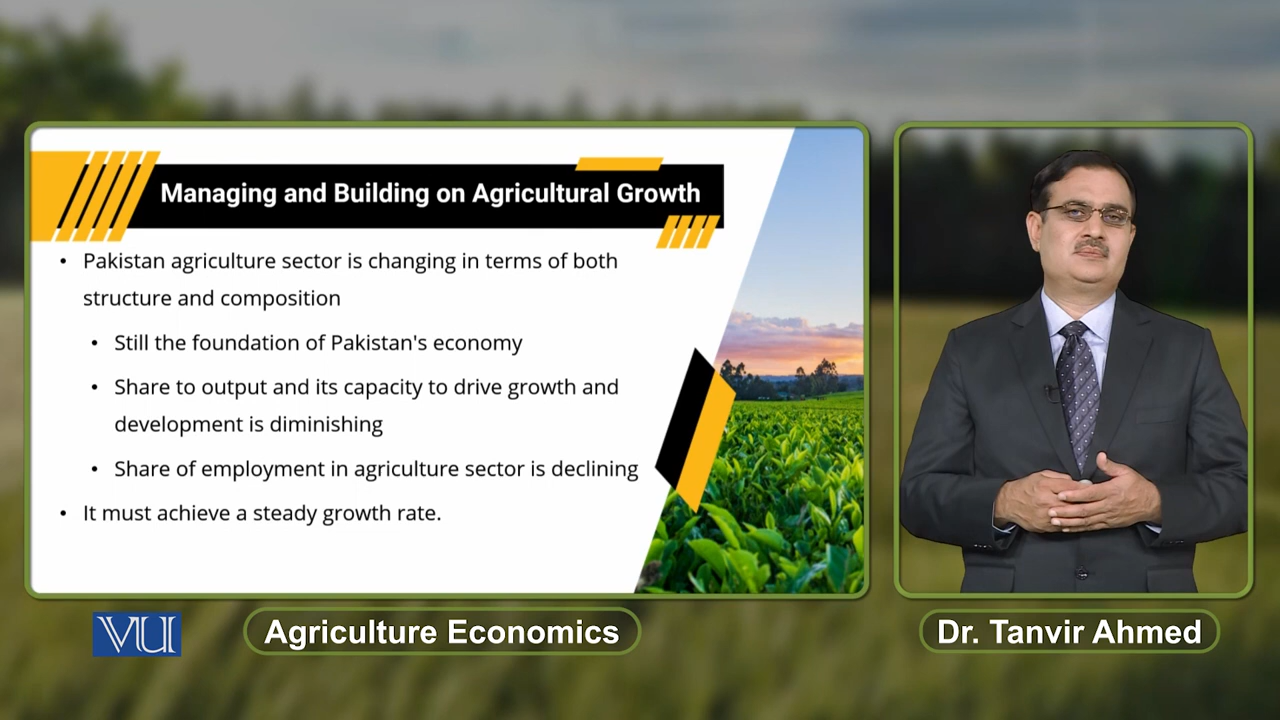 Managing and Building on Agricultural Growth
• Pakistan agriculture sector is changing in terms of both
structure and composition
• Still the foundation of Pakistan's economy
• Share to output and its capacity to drive growth and
development is diminishing
• Share of employment in agriculture sector is declining
• It must achieve a steady growth rate.
VU
Agriculture Economics
Dr. Tanvir Ahmed